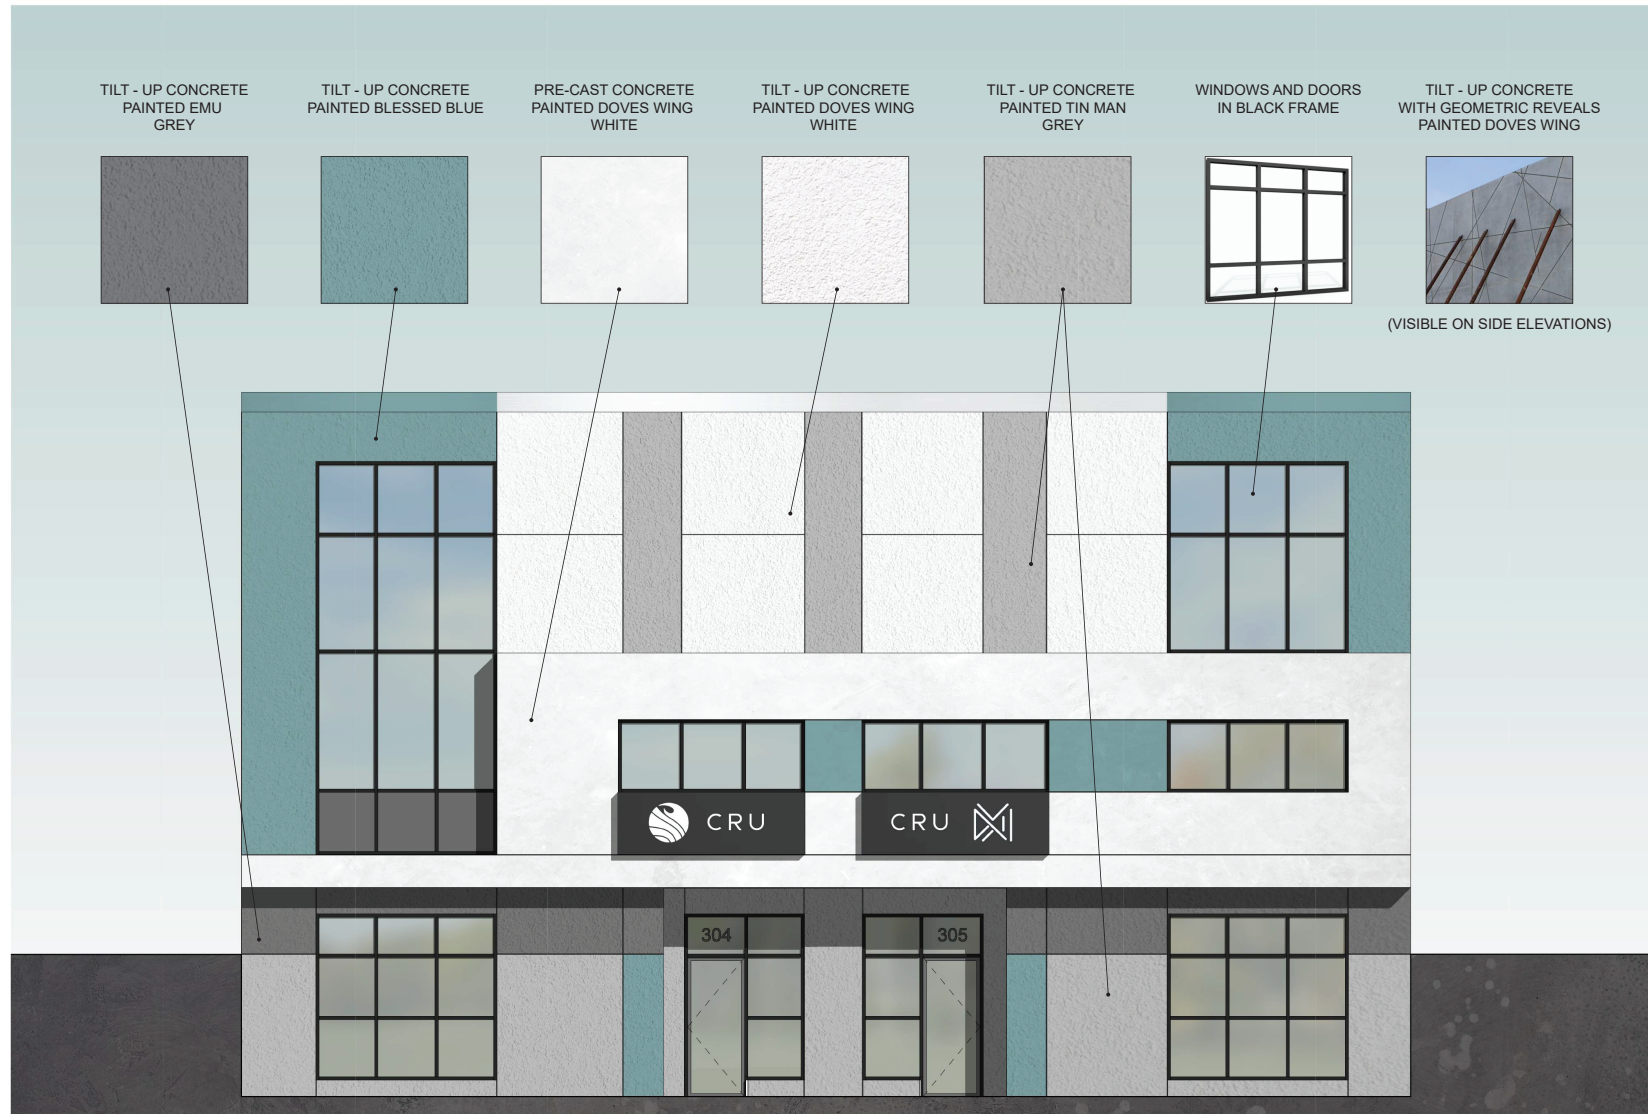 TILT - UP CONCRETE
PAINTED EMU
GREY
TILT - UP CONCRETE
PAINTED BLESSED BLUE
PRE-CAST CONCRETE
PAINTED DOVES WING
WHITE
TILT - UP CONCRETE
PAINTED DOVES WING
WHITE
TILT - UP CONCRETE
PAINTED TIN MAN
GREY
WINDOWS AND DOORS
IN BLACK FRAME
TILT - UP CONCRETE
WITH GEOMETRIC REVEALS
PAINTED DOVES WING
(VISIBLE ON SIDE ELEVATIONS)
CRU
CRU
304
305